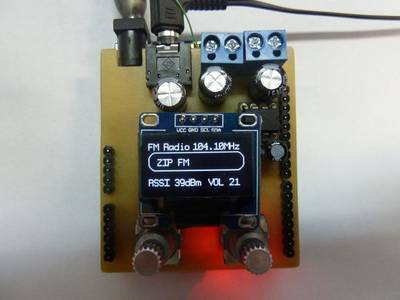 VCC GND SCL SDA
FM Radio 104.10MHz
ZIP FM
RSSI 39dBm VOL 21